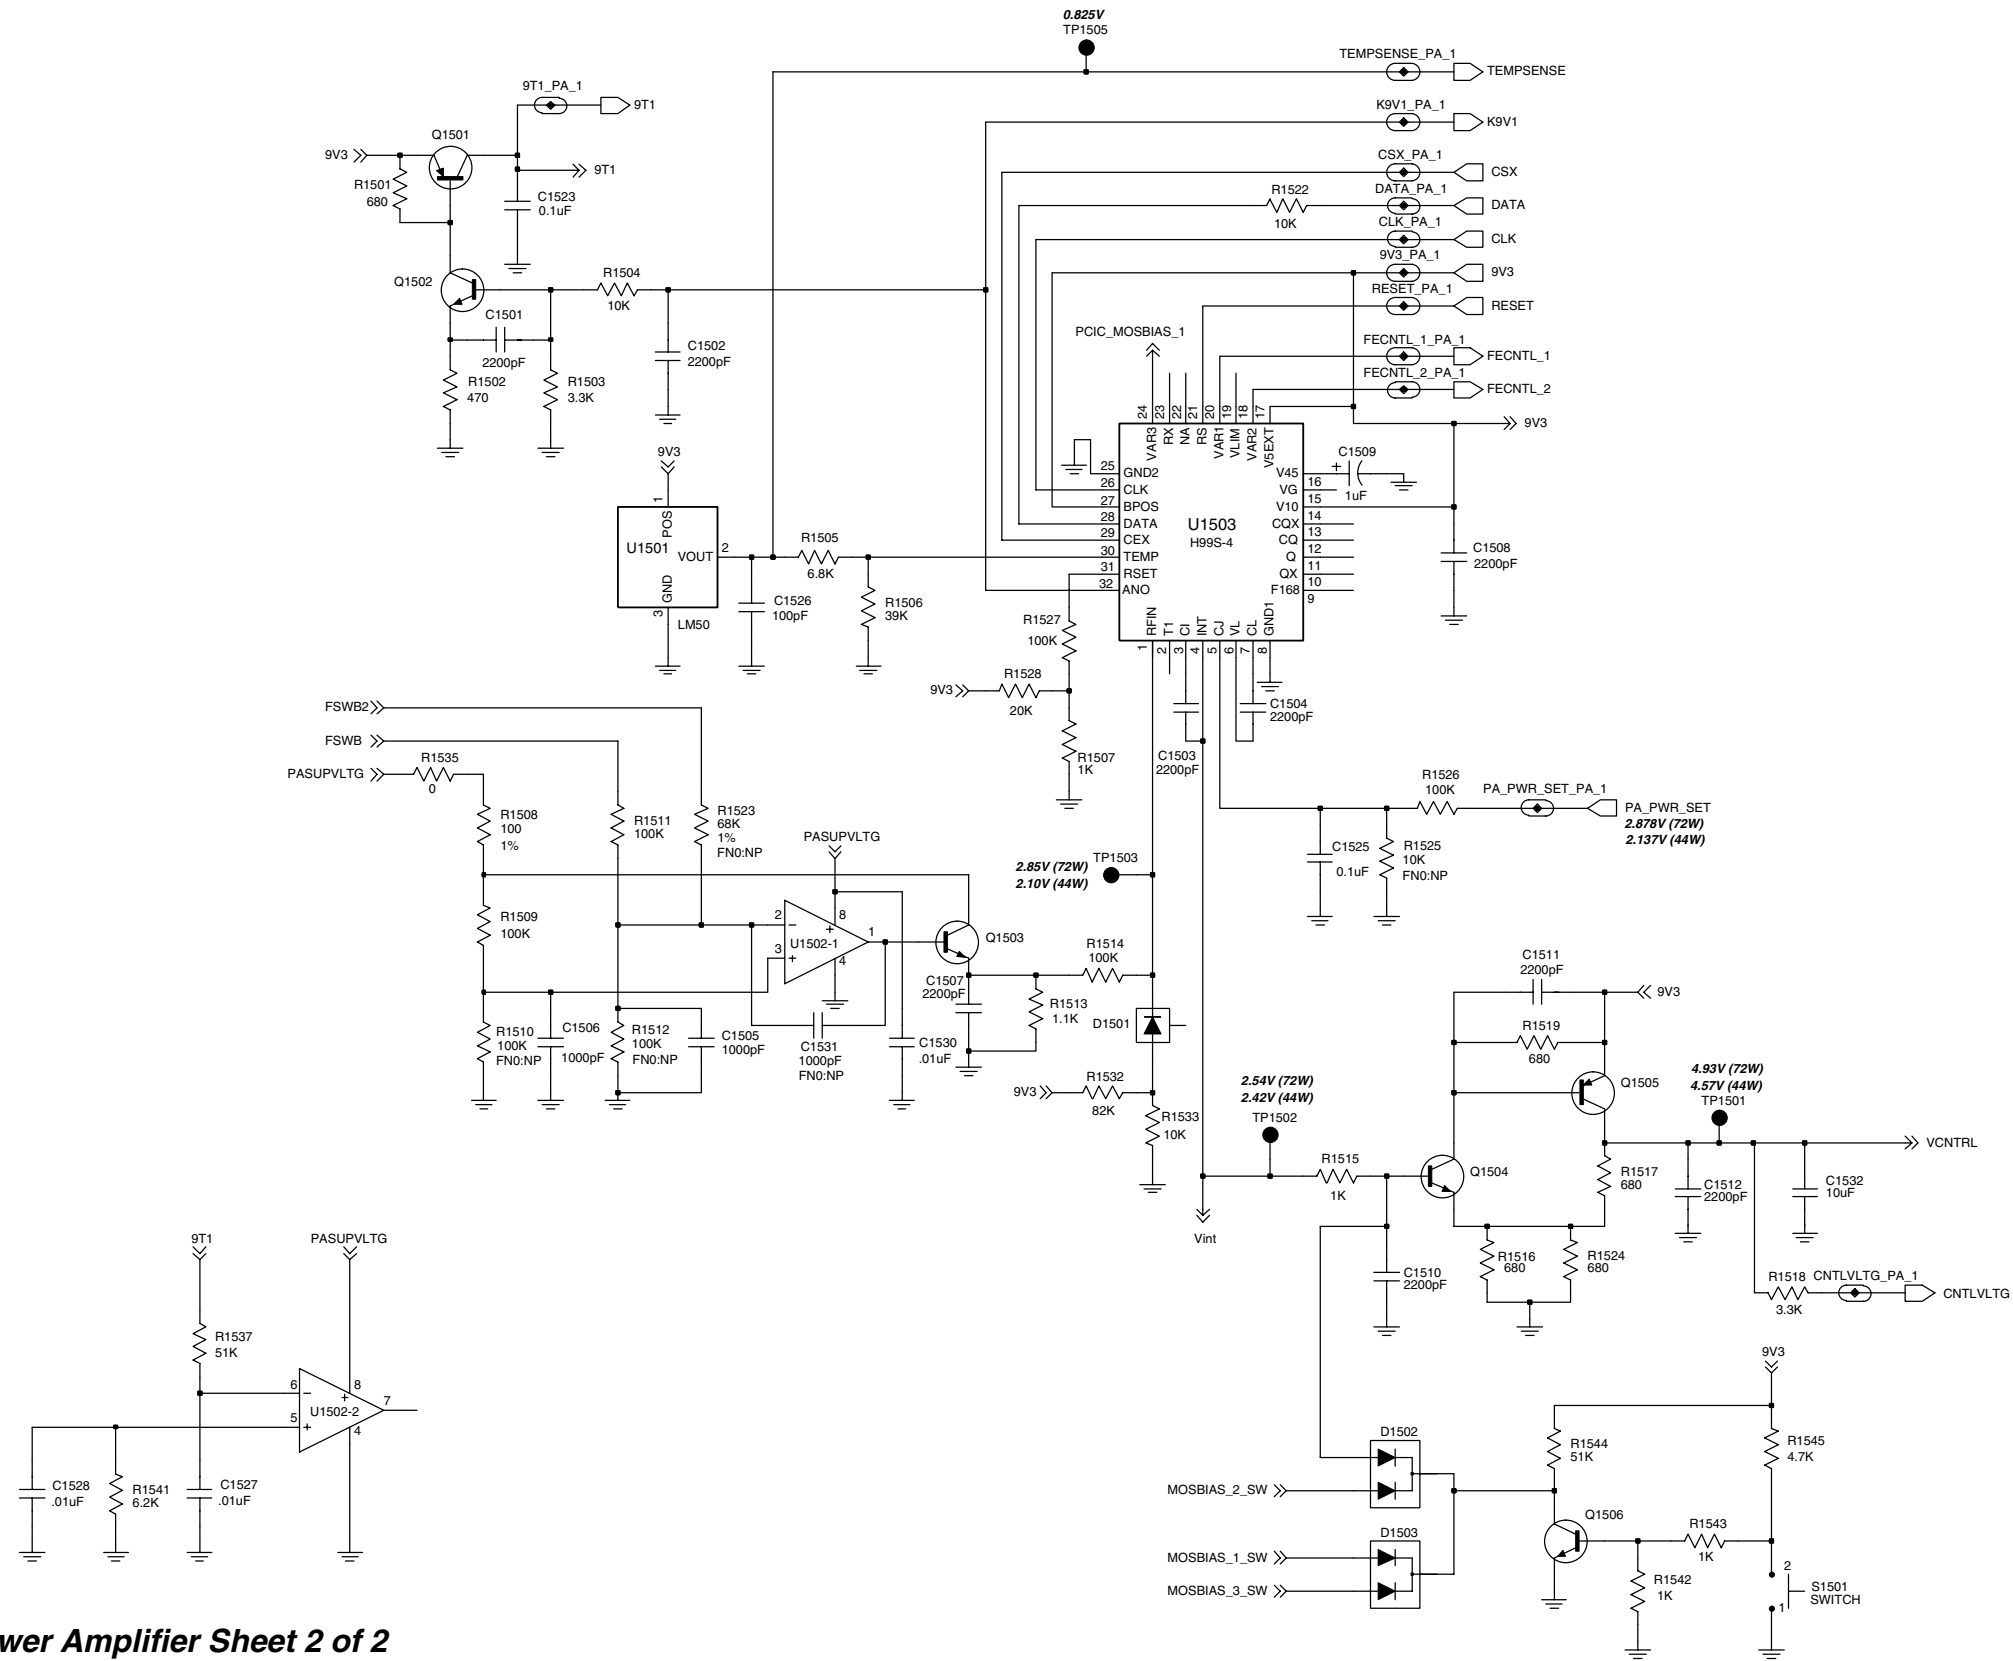 0.825V
TP1505
TEMPSENSE_PA_1
TEMPSENSE
9T1_PA_1
9T1
K9V1_PA_1
K9V1
Q1501
9V3
9T1
CSX_PA_1
CSX
R1501
680
C1523
0.1uF
R1522
10K
DATA_PA_1
DATA
CLK_PA_1
CLK
9V3_PA_1
9V3
Q1502
R1504
10K
RESET_PA_1
RESET
C1501
2200pF
PCIC_MOSBIAS_1
FECNTL_1_PA_1
FECNTL_1
C1502
2200pF
FECNTL_2_PA_1
FECNTL_2
R1502
470
R1503
3.3K
24 23 22 21 20 19 18 17
VAR3 RX NA RS VAR1 VLIM VAR2 V5EXT
9V3
9V3
C1509
+
1uF
25 GND2
26 CLK
27 BPOS
28 DATA
29 CEX
30 TEMP
31 RSET
32 ANO
U1503
H99S-4
V45 16
VG 15
V10 14
CQX 13
CQ 12
Q 11
QX 10
F168 9
RFIN T1 CI INT CJ VL CL GND1
1 2 3 4 5 6 7 8
C1508
2200pF
1
POS
U1501
VOUT
2
GND
3
LM50
R1505
6.8K
C1526
100pF
R1506
39K
R1527
100K
9V3
R1528
20K
R1507
1K
C1503
2200pF
C1504
2200pF
FSWB2
FSWB
PASUPVLTG
R1535
0
R1508
100
1%
R1511
100K
R1523
68K
1%
FN0:NP
PASUPVLTG
R1526
100K
PA_PWR_SET_PA_1
PA_PWR_SET
2.878V (72W)
2.137V (44W)
C1525
0.1uF
R1525
10K
FN0:NP
2.85V (72W)
2.10V (44W)
TP1503
R1509
100K
2
−
3
+
U1502-1
8
+
4
1
Q1503
R1514
100K
C1507
2200pF
R1513
1.1K
D1501
R1510
100K
FN0:NP
C1506
1000pF
R1512
100K
FN0:NP
C1505
1000pF
C1531
1000pF
FN0:NP
C1530
.01uF
9V3
R1532
82K
R1533
10K
C1511
2200pF
9V3
R1519
680
Q1505
2.54V (72W)
2.42V (44W)
TP1502
4.93V (72W)
4.57V (44W)
TP1501
VCNTRL
R1515
1K
Q1504
R1517
680
C1512
2200pF
C1532
10uF
Vint
C1510
2200pF
R1516
680
R1524
680
R1518
3.3K
CNTLVLTG_PA_1
CNTLVLTG
9T1
PASUPVLTG
R1537
51K
6
−
5
+
U1502-2
8
+
4
7
C1528
.01uF
R1541
6.2K
C1527
.01uF
9V3
D1502
R1544
51K
R1545
4.7K
MOSBIAS_2_SW
Q1506
R1543
1K
D1503
MOSBIAS_1_SW
MOSBIAS_3_SW
R1542
1K
2
1
S1501
SWITCH
wer Amplifier Sheet 2 of 2